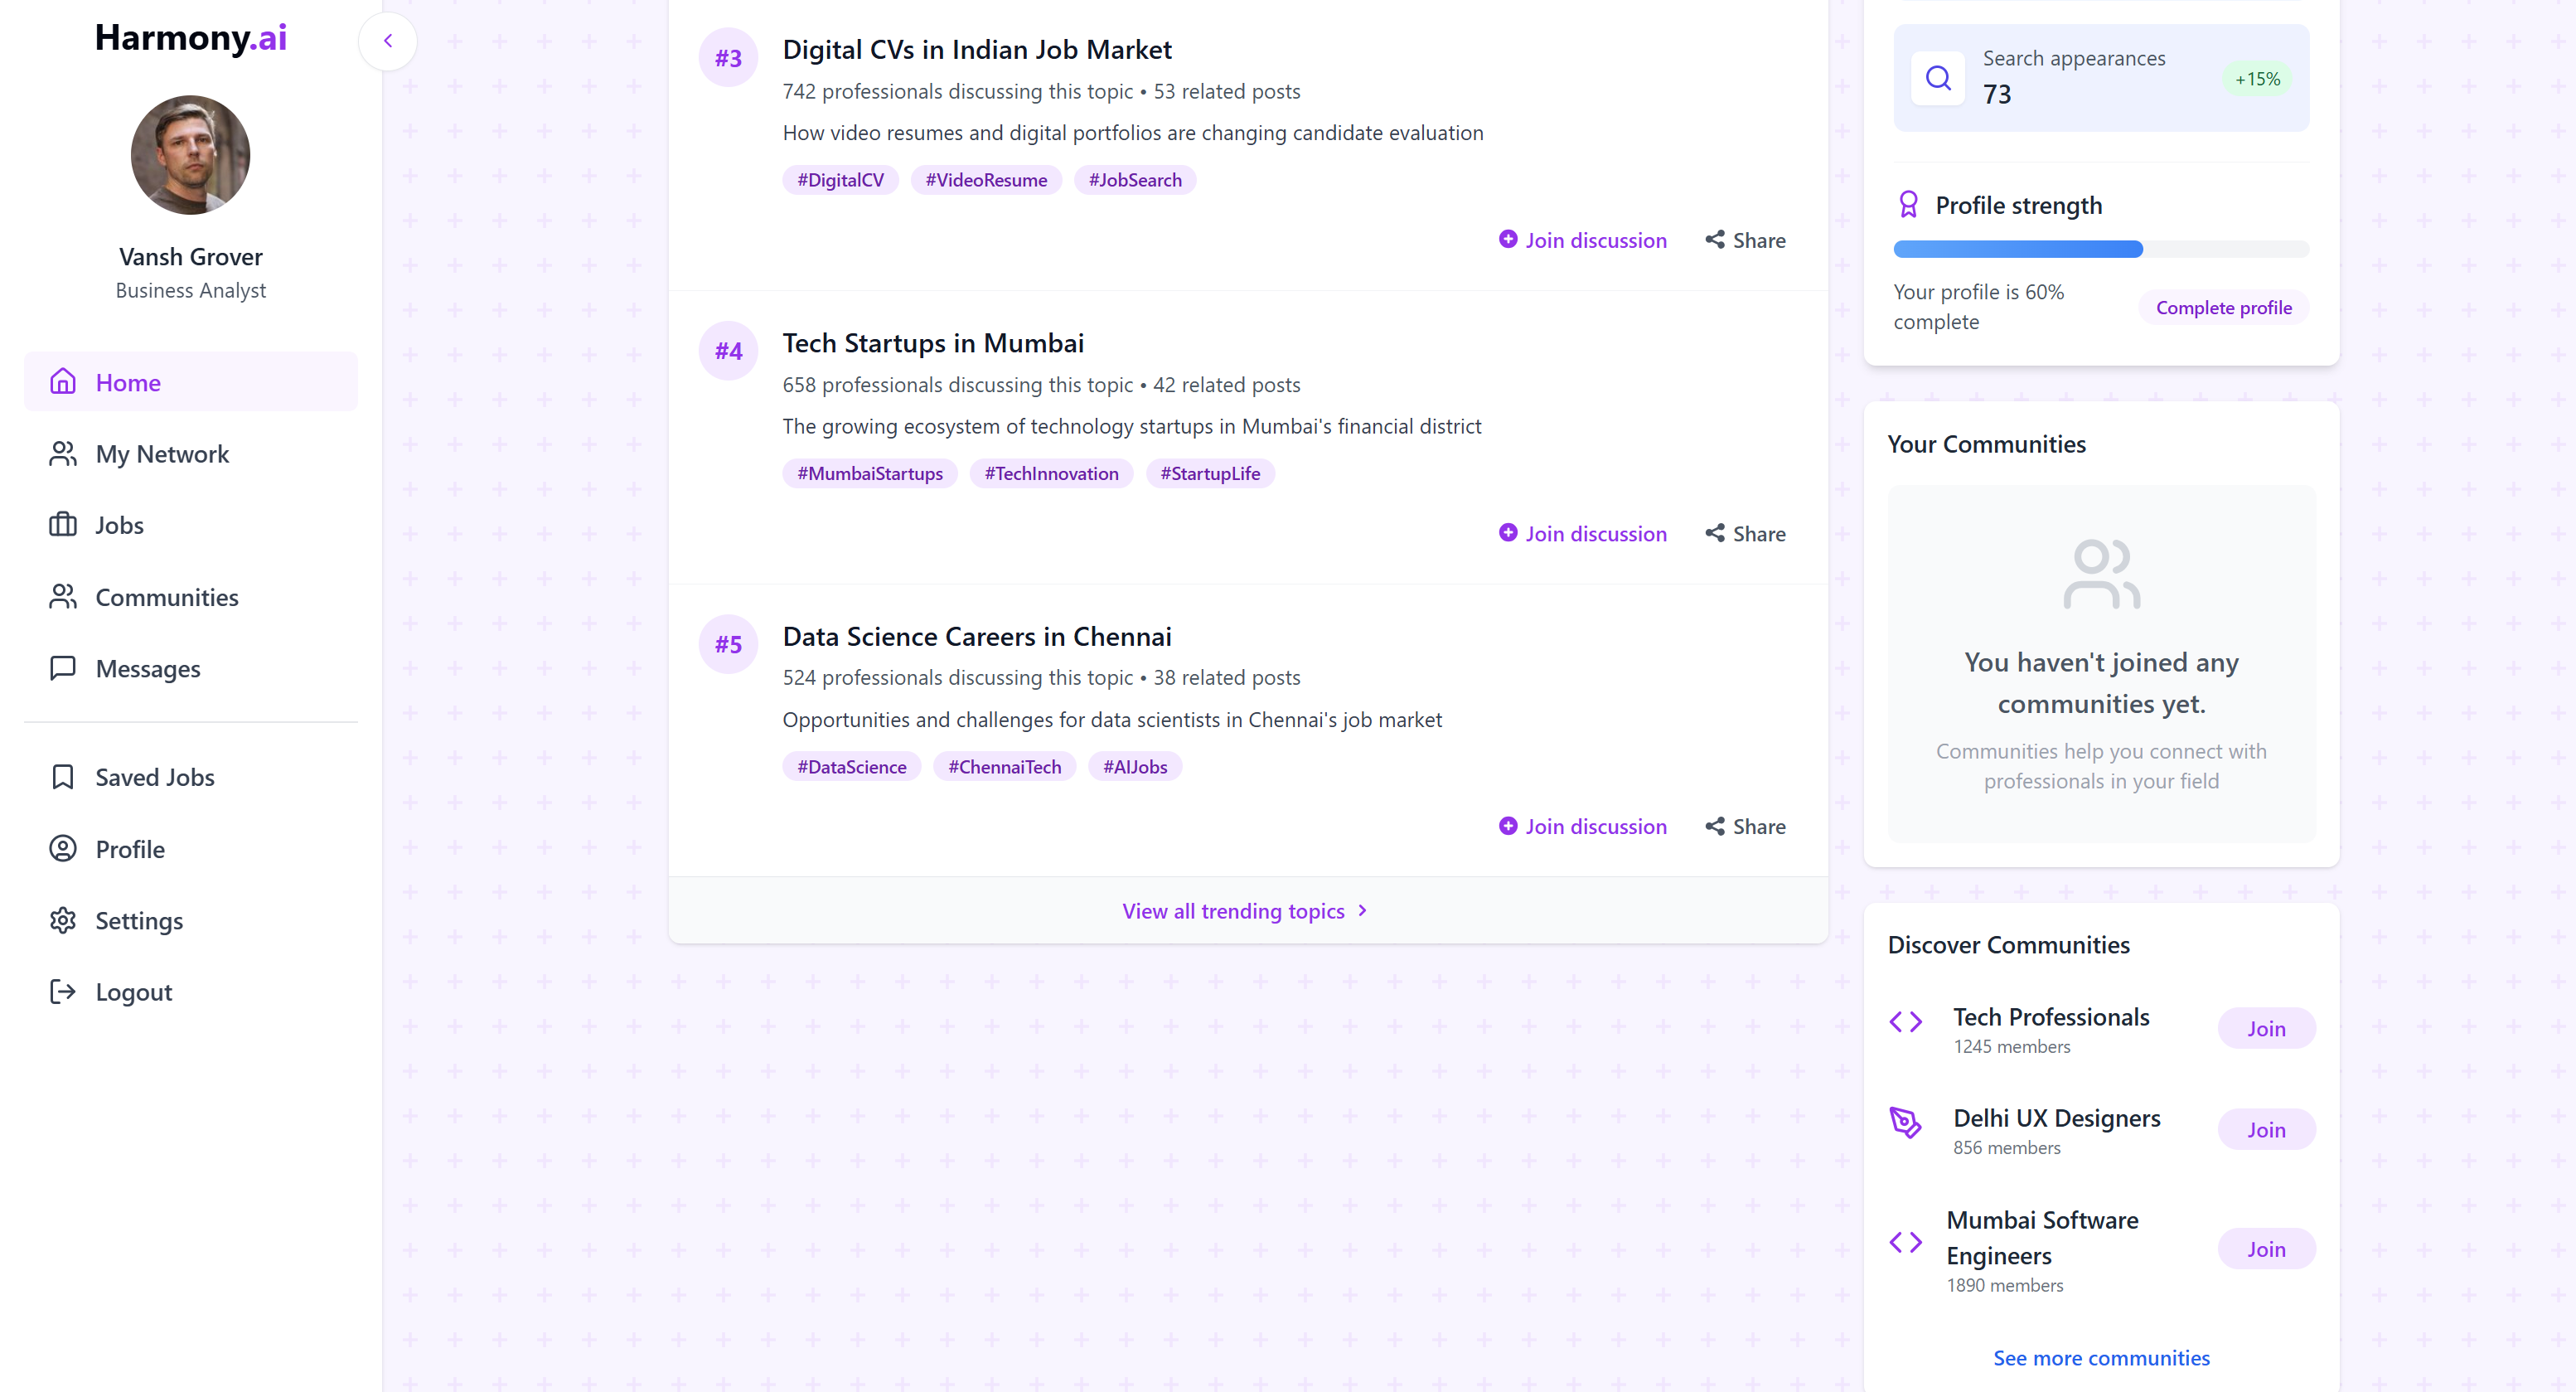 Harmony.ai
Vansh Grover
Business Analyst
Home
My Network
Jobs
Communities
Messages
Saved Jobs
Profile
Settings
Logout
#3
Digital CVs in Indian Job Market
742 professionals discussing this topic • 53 related posts
How video resumes and digital portfolios are changing candidate evaluation
#DigitalCV #VideoResume #JobSearch
Join discussion Share
#4
Tech Startups in Mumbai
658 professionals discussing this topic • 42 related posts
The growing ecosystem of technology startups in Mumbai's financial district
#MumbaiStartups #TechInnovation #StartupLife
Join discussion Share
#5
Data Science Careers in Chennai
524 professionals discussing this topic • 38 related posts
Opportunities and challenges for data scientists in Chennai's job market
#DataScience #ChennaiTech #AIJobs
Join discussion Share
View all trending topics
Search appearances
73
+15%
Profile strength
Your profile is 60%
complete
Complete profile
Your Communities
You haven't joined any
communities yet.
Communities help you connect with
professionals in your field
Discover Communities
Tech Professionals
1245 members
Join
Delhi UX Designers
856 members
Join
Mumbai Software
Engineers
1890 members
Join
See more communities